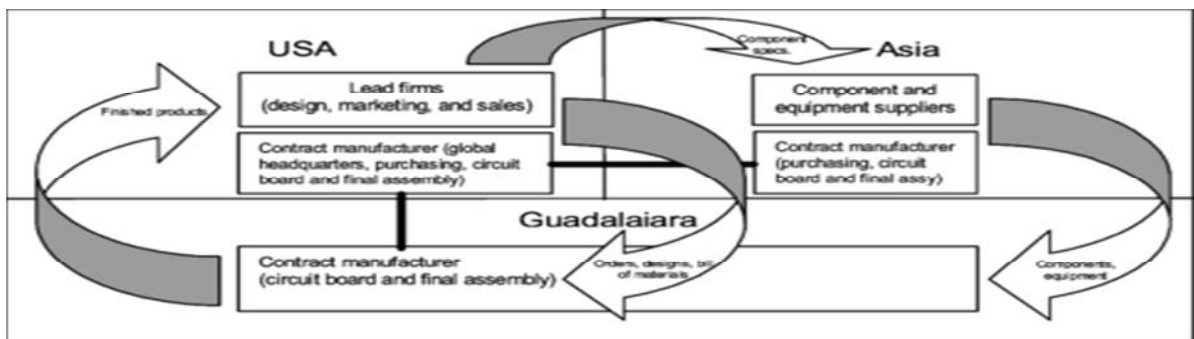 USA
Component
specs.
Asia
Lead firms
(design, marketing, and sales)
Component and
equipment suppliers
Finished products
Contract manufacturer (global
headquarters, purchasing, circuit
board and final assembly)
Contract manufacturer
(purchasing, circuit
board and final assy)
Guadalaiara
Contract manufacturer
(circuit board and final assembly)
Orders, designs, bill
of materials
Components,
equipment